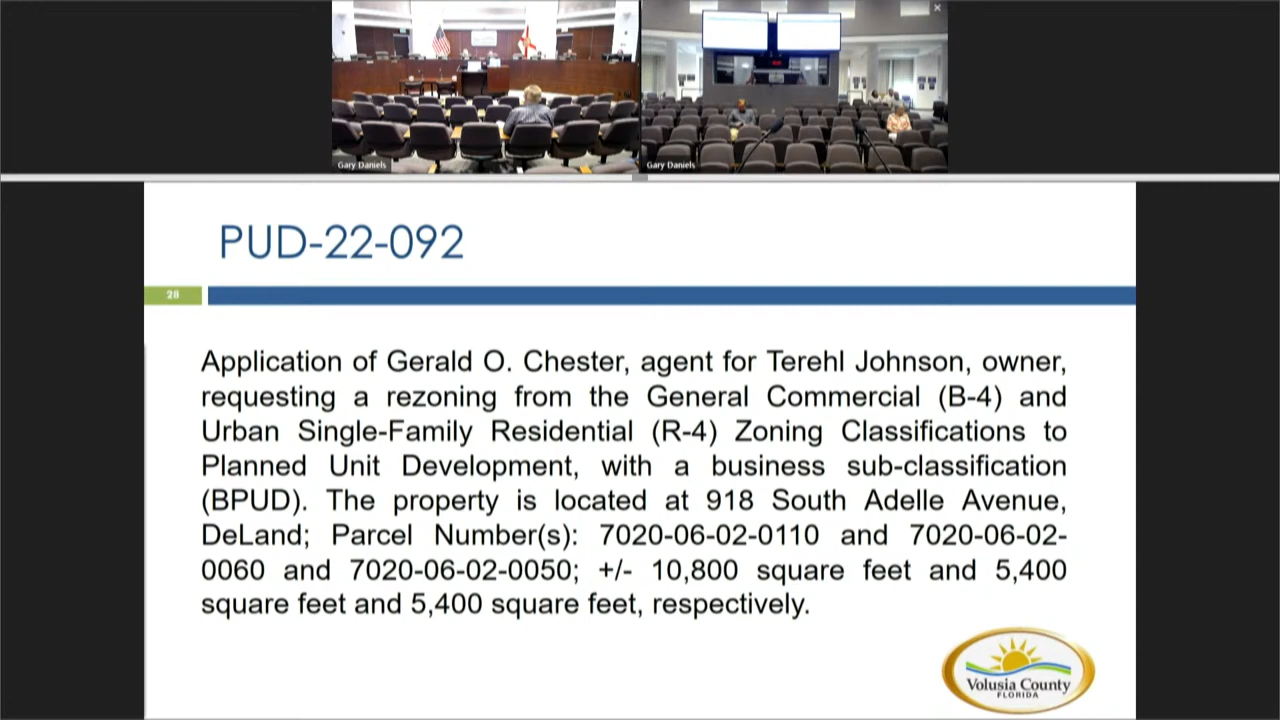 Gary Daniels
Gary Daniels
PUD-22-092
28
Application of Gerald O. Chester, agent for Terehl Johnson, owner,
requesting a rezoning from the General Commercial (B-4) and
Urban Single-Family Residential (R-4) Zoning Classifications to
Planned Unit Development, with a business sub-classification
(BPUD). The property is located at 918 South Adelle Avenue,
DeLand; Parcel Number(s): 7020-06-02-0110 and 7020-06-02-
0060 and 7020-06-02-0050; +/- 10,800 square feet and 5,400
square feet and 5,400 square feet, respectively.
Volusia County
FLORIDA